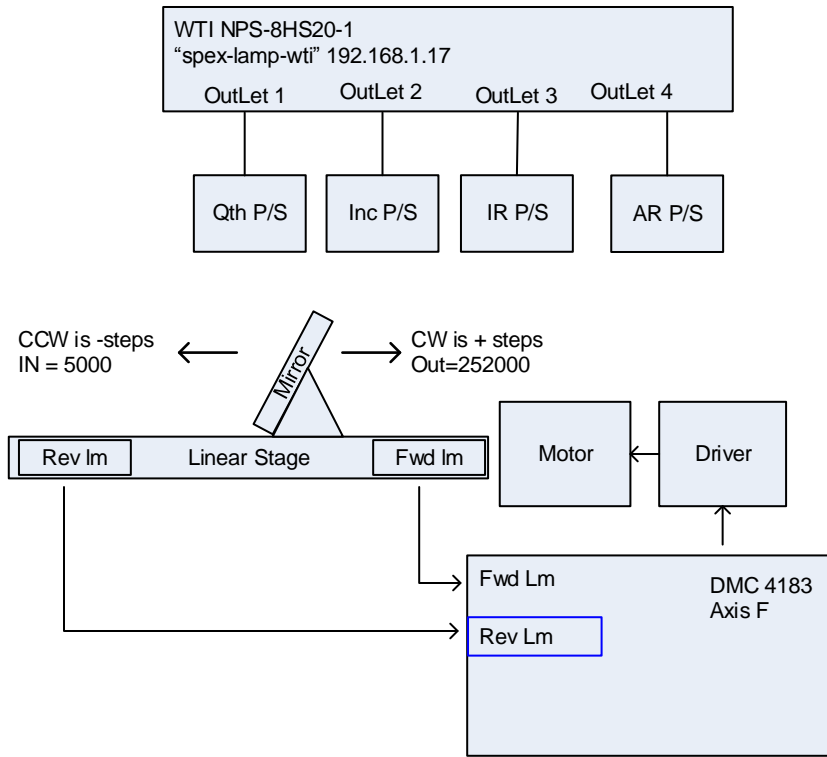 WTI NPS-8HS20-1
“spex-lamp-wti” 192.168.1.17
OutLet 1 OutLet 2 OutLet 3 OutLet 4
Qth P/S Inc P/S IR P/S AR P/S
CCW is -steps
IN = 5000
Mirror
CW is + steps
Out=252000
Rev lm Linear Stage Fwd lm Motor Driver
Fwd Lm
Rev Lm
DMC 4183
Axis F